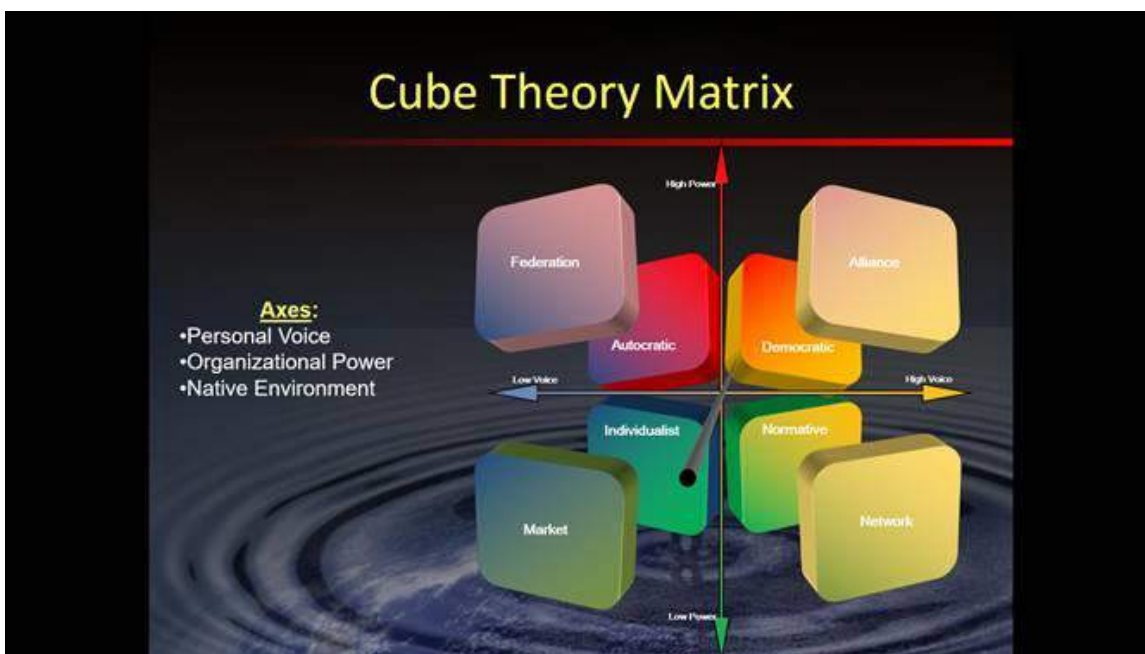 Cube Theory Matrix
High Power
Federation
Alliance
Autocratic
Democratic
Axes:
•Personal Voice
•Organizational Power
•Native Environment
Low Voice
High Voice
Individualist
Normative
Market
Network
Low Power